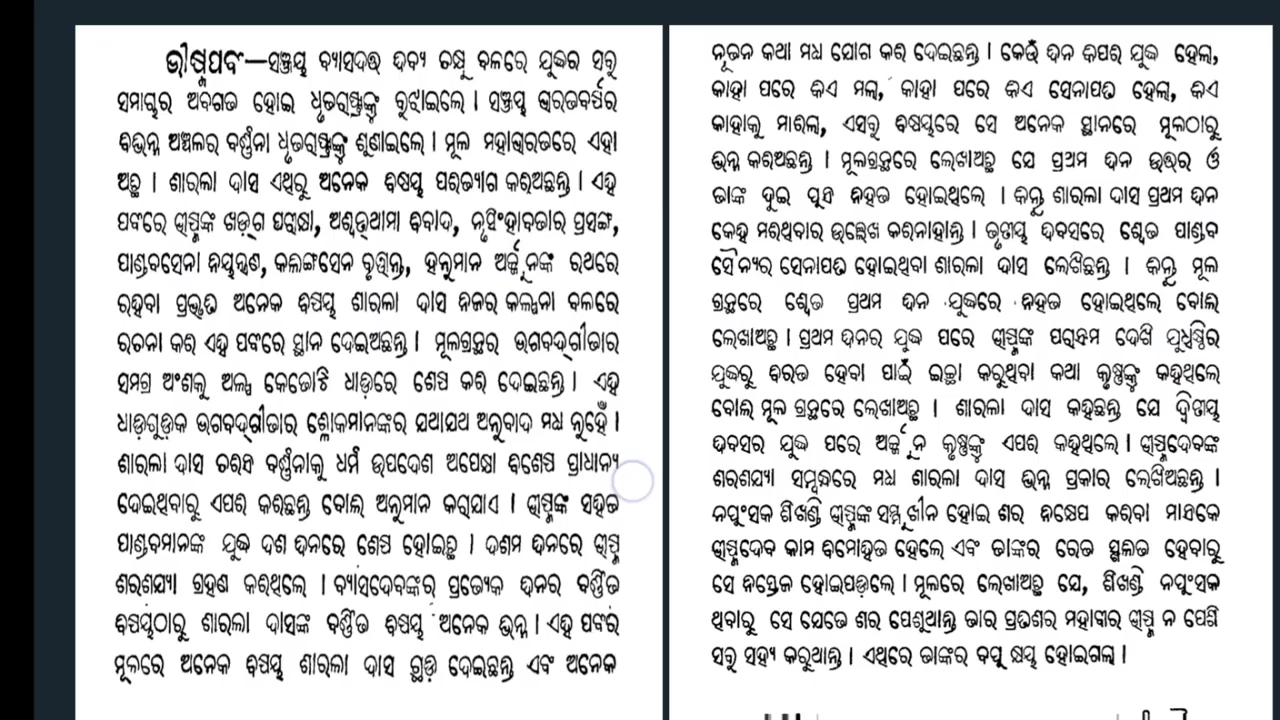 ଭୀଷ୍ମପର୍ବ—ସଞ୍ଜୟ ବ୍ୟାସଦତ୍ତ ଦିବ୍ୟ ଚକ୍ଷୁ ବଳରେ ଯୁଦ୍ଧର ସବୁ
ସମାଚାର ଅବଗତ ହୋଇ ଧୃତରାଷ୍ଟ୍ରଙ୍କୁ ବୁଝାଇଲେ । ସଞ୍ଜୟ ଭାରତବର୍ଷର
ବିଭିନ୍ନ ଅଞ୍ଚଳର ବର୍ଣ୍ଣନା ଧୃତରାଷ୍ଟ୍ରଙ୍କୁ ଶୁଣାଇଲେ । ମୂଳ ମହାଭାରତରେ ଏହା
ଅଛି । ଶାରଳା ଦାସ ଏଥିରୁ ଅନେକ ବିଷୟ ପରିତ୍ୟାଗ କରିଅଛନ୍ତି । ଏହି
ପର୍ବରେ ଭୀଷ୍ମଙ୍କ ଖଡ଼୍‌ଗ ପରୀକ୍ଷା, ଅଶ୍ୱତ୍‌ଥାମା ବିବାଦ, ନୃସିଂହାବତାର ପ୍ରସଙ୍ଗ,
ପାଣ୍ଡବସେନା ନିୟନ୍ତ୍ରଣ, କଳିଙ୍ଗସେନ ବୃତ୍ତାନ୍ତ, ହନୁମାନ ଅର୍ଜ୍ଜୁନଙ୍କ ରଥରେ
ରହିବା ପ୍ରଭୃତି ଅନେକ ବିଷୟ ଶାରଳା ଦାସ ନିଜର କଳ୍ପନା ବଳରେ
ରଚନା କରି ଏହି ପର୍ବରେ ସ୍ଥାନ ଦେଇଅଛନ୍ତି । ମୂଳଗ୍ରନ୍ଥର ଭଗବଦ୍‌ଗୀତାର
ସମଗ୍ର ଅଂଶକୁ ଅଳ୍ପ କେତୋଟି ଧାଡ଼ିରେ ଶେଷ କରି ଦେଇଛନ୍ତି । ଏହି
ଧାଡ଼ିଗୁଡ଼ିକ ଭଗବଦ୍‌ଗୀତାର ଶ୍ଳୋକମାନଙ୍କର ଯଥାଯଥ ଅନୁବାଦ ମଧ୍ୟ ନୁହେଁ ।
ଶାରଳା ଦାସ ଚରିତ୍ର ବର୍ଣ୍ଣନାକୁ ଧର୍ମ ଉପଦେଶ ଅପେକ୍ଷା ବିଶେଷ ପ୍ରାଧାନ୍ୟ
ଦେଇଥିବାରୁ ଏପରି କରିଛନ୍ତି ବୋଲି ଅନୁମାନ କରାଯାଏ । ଭୀଷ୍ମଙ୍କ ସହିତ
ପାଣ୍ଡବମାନଙ୍କ ଯୁଦ୍ଧ ଦଶ ଦିନରେ ଶେଷ ହୋଇଛି । ଦଶମ ଦିନରେ ଭୀଷ୍ମ
ଶରଶଯ୍ୟା ଗ୍ରହଣ କରିଥିଲେ । ବ୍ୟାସଦେବଙ୍କର ପ୍ରତ୍ୟେକ ଦିନର ବର୍ଣ୍ଣିତ
ବିଷୟଠାରୁ ଶାରଳା ଦାସଙ୍କ ବର୍ଣ୍ଣିତ ବିଷୟ ଅନେକ ଭିନ୍ନ । ଏହି ପର୍ବର
ମୂଳରେ ଅନେକ ବିଷୟ ଶାରଳା ଦାସ ଛାଡ଼ି ଦେଇଛନ୍ତି ଏବଂ ଅନେକ
ନୂତନ କଥା ମଧ୍ୟ ଯୋଗ କରି ଦେଇଛନ୍ତି । କେଉଁ ଦିନ କିପରି ଯୁଦ୍ଧ ହେଲା,
କାହା ପରେ କିଏ ମଲା, କାହା ପରେ କିଏ ସେନାପତି ହେଲା, କିଏ
କାହାକୁ ମାରିଲା, ଏସବୁ ବିଷୟରେ ସେ ଅନେକ ସ୍ଥାନରେ ମୂଳଠାରୁ
ଭିନ୍ନ କରିଅଛନ୍ତି । ମୂଳଗ୍ରନ୍ଥରେ ଲେଖାଅଛି ଯେ ପ୍ରଥମ ଦିନ ଉତ୍ତର ଓ
ତାଙ୍କ ଦୁଇ ପୁତ୍ର ନିହତ ହୋଇଥିଲେ । କିନ୍ତୁ ଶାରଳା ଦାସ ପ୍ରଥମ ଦିନ
କେହି ମରିଥିବାର ଉଲ୍ଲେଖ କରିନାହାନ୍ତି । ତୃତୀୟ ଦିବସରେ ଶ୍ୱେତ ପାଣ୍ଡବ
ସୈନ୍ୟର ସେନାପତି ହୋଇଥିବା ଶାରଳା ଦାସ ଲେଖିଛନ୍ତି । କିନ୍ତୁ ମୂଳ
ଗ୍ରନ୍ଥରେ ଶ୍ୱେତ ପ୍ରଥମ ଦିନ ଯୁଦ୍ଧରେ ନିହତ ହୋଇଥିଲେ ବୋଲି
ଲେଖାଅଛି । ପ୍ରଥମ ଦିନର ଯୁଦ୍ଧ ପରେ ଭୀଷ୍ମଙ୍କ ପରାକ୍ରମ ଦେଖି ଯୁଧିଷ୍ଠିର
ଯୁଦ୍ଧରୁ ବିରତ ହେବା ପାଇଁ ଇଚ୍ଛା କରୁଥିବା କଥା କୃଷ୍ଣଙ୍କୁ କହିଥିଲେ
ବୋଲି ମୂଳ ଗ୍ରନ୍ଥରେ ଲେଖାଅଛି । ଶାରଳା ଦାସ କହିଛନ୍ତି ଯେ ଦ୍ୱିତୀୟ
ଦିବସର ଯୁଦ୍ଧ ପରେ ଅର୍ଜ୍ଜୁନ କୃଷ୍ଣଙ୍କୁ ଏପରି କହିଥିଲେ । ଭୀଷ୍ମଦେବଙ୍କ
ଶରଶଯ୍ୟା ସମ୍ବନ୍ଧରେ ମଧ୍ୟ ଶାରଳା ଦାସ ଭିନ୍ନ ପ୍ରକାର ଲେଖିଅଛନ୍ତି ।
ନପୁଂସକ ଶିଖଣ୍ଡି ଭୀଷ୍ମଙ୍କ ସମ୍ମୁଖୀନ ହୋଇ ଶର ନିକ୍ଷେପ କରିବା ମାତ୍ରକେ
ଭୀଷ୍ମଦେବ କାମ ବିମୋହିତ ହେଲେ ଏବଂ ତାଙ୍କର ରେତ ସ୍ଖଳିତ ହେବାରୁ
ସେ ନିସ୍ତେଜ ହୋଇପଡ଼ିଲେ । ମୂଳରେ ଲେଖାଅଛି ଯେ, ଶିଖଣ୍ଡି ନପୁଂସକ
ଥିବାରୁ ସେ ଯେତେ ଶର ପେଶୁଥାନ୍ତି ତାର ପ୍ରତିଶର ମହାବୀର ଭୀଷ୍ମ ନ ପେଶି
ସବୁ ସହ୍ୟ କରୁଥାନ୍ତି । ଏଥିରେ ତାଙ୍କର ବପୁ କ୍ଷୟ ହୋଇଗଲା ।